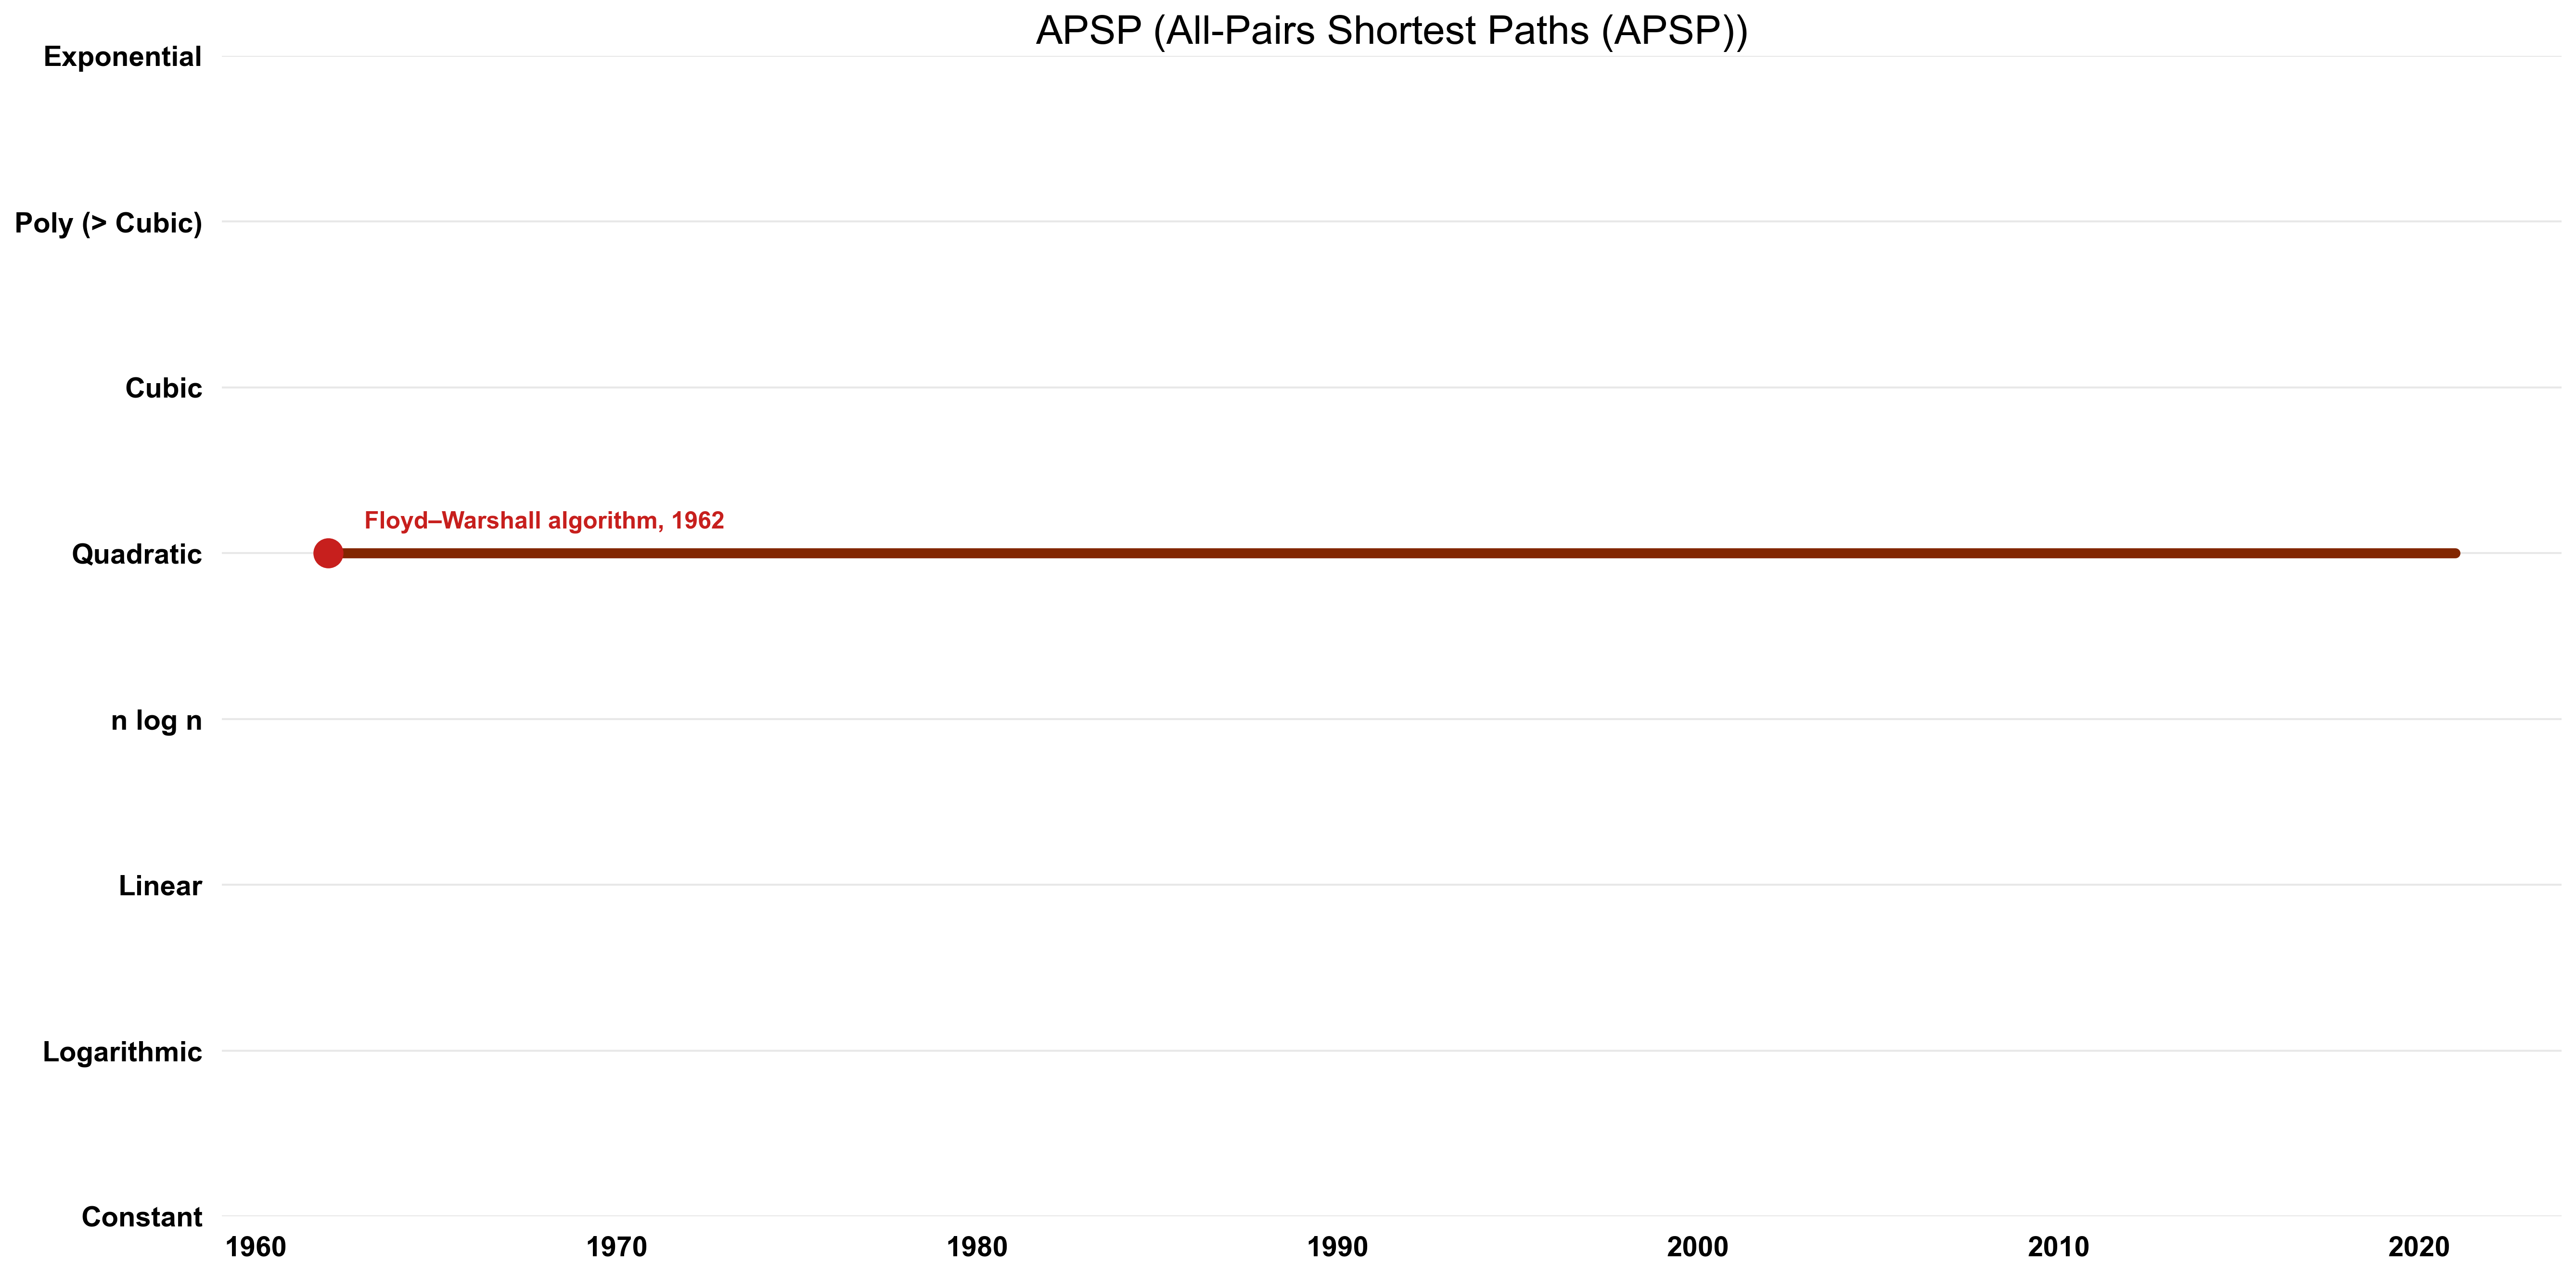 APSP (All-Pairs Shortest Paths (APSP))
Exponential
Poly (> Cubic)
Cubic
Floyd–Warshall algorithm, 1962
Quadratic
n log n
Linear
Logarithmic
Constant
1960 1970 1980 1990 2000 2010 2020